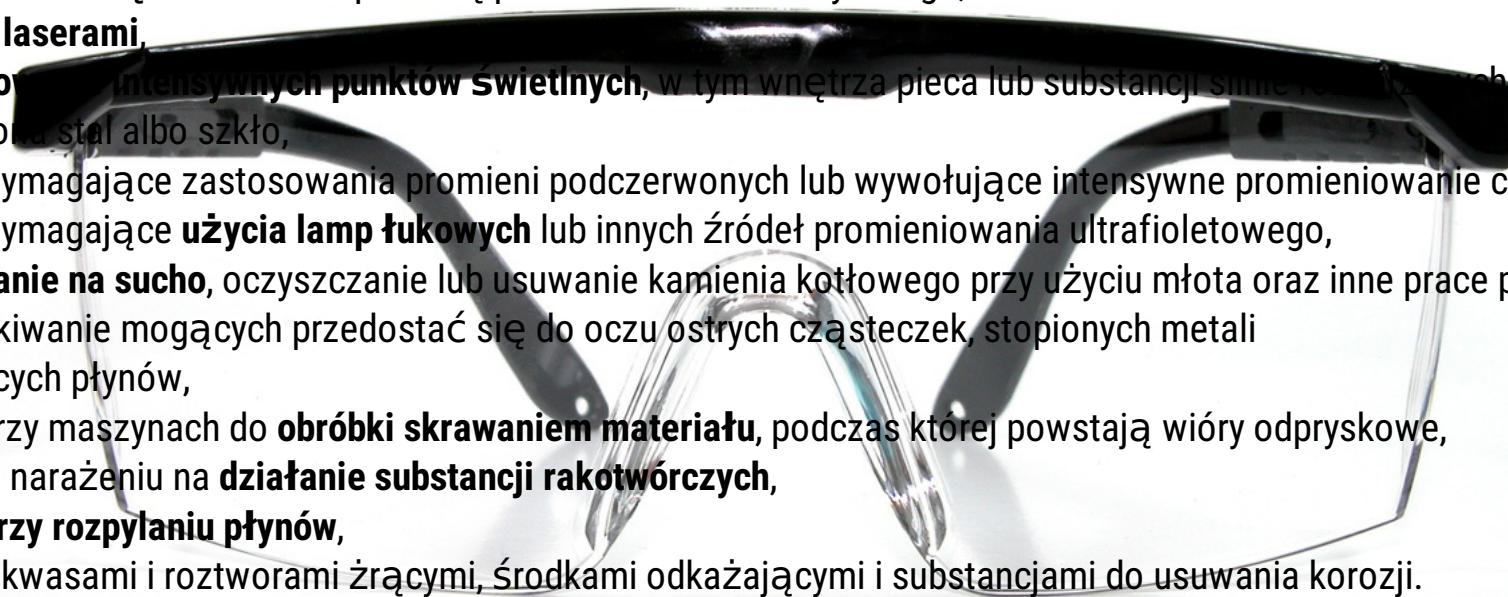 laserami,
intensywnych punktów świetlnych, w tym wnętrza pieca lub substancji silnie
stal albo szkło,
ymagające zastosowania promieni podczerwonych lub wywołujące intensywne promieniowanie c
ymagające użycia lamp łukowych lub innych źródeł promieniowania ultrafioletowego,
anie na sucho, oczyszczanie lub usuwanie kamienia kotłowego przy użyciu młota oraz inne prace p
kiwanie mogących przedostać się do oczu ostrych cząsteczek, stopionych metali
cych płynów,
rzy maszynach do obróbki skrawaniem materiału, podczas której powstają wióry odpryskowe,
narażeniu na działanie substancji rakotwórczych,
rzy rozpylaniu płynów,
kwasami i roztworami żrącymi, środkami odkażającymi i substancjami do usuwania korozji.